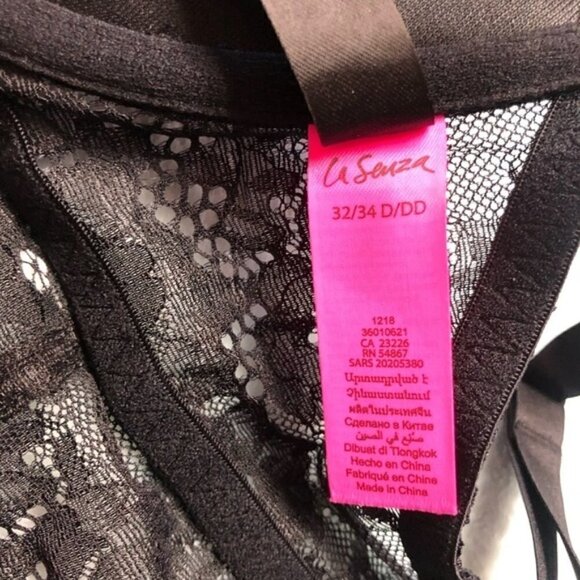 La Senza
32/34 D/DD
1218
36010621
CA 23226
RN 54867
SARS 20205380
Արտադրված է
Չինաստանում
ผลิตในประเทศจีน
Сделано в Китае
صنع في الصين
Dibuat di Tiongkok
Hecho en China
Fabriqué en Chine
Made in China